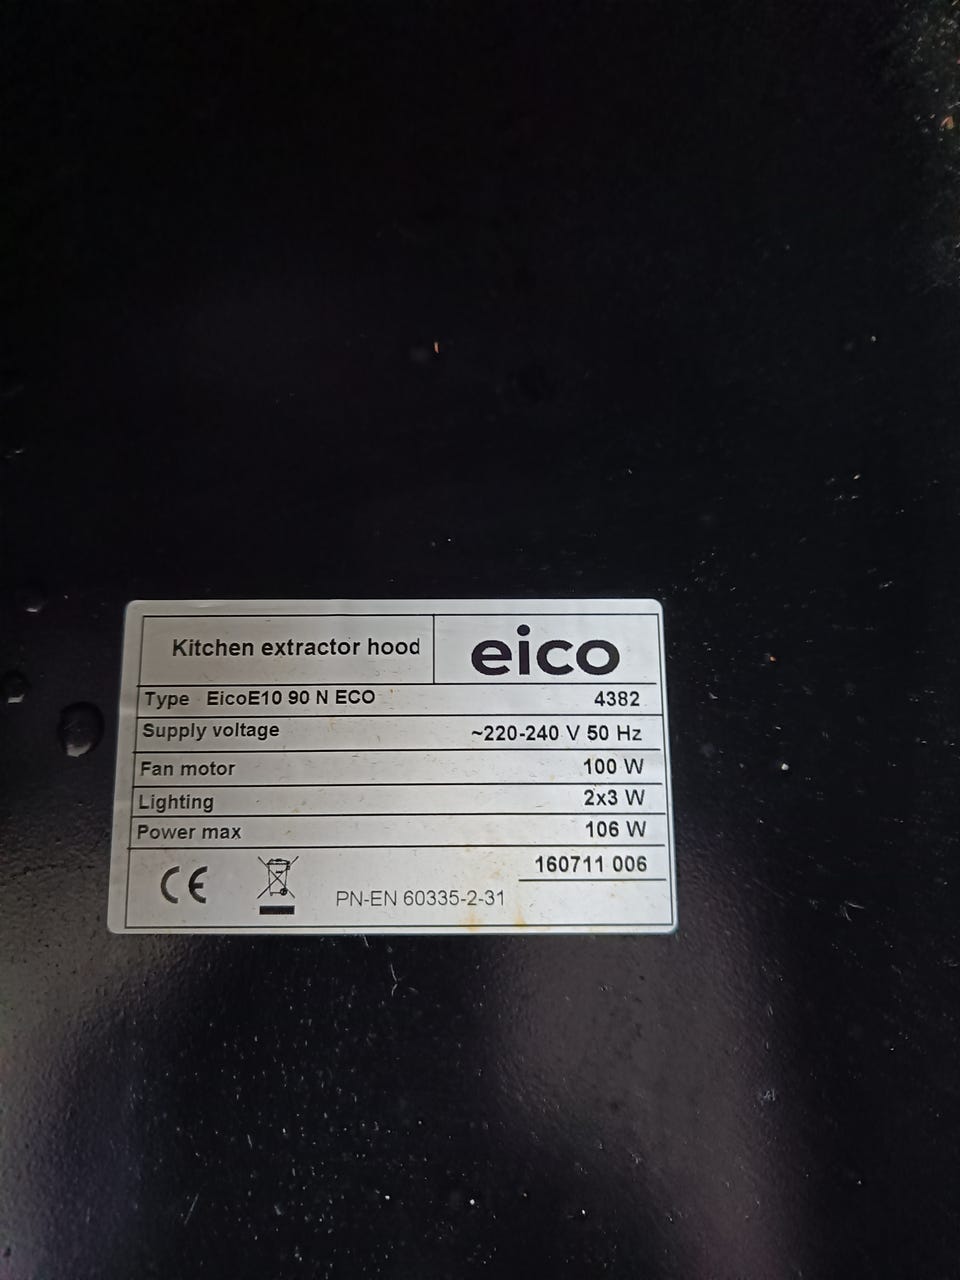 Kitchen extractor hood eico
Type EicoE10 90 N ECO 4382
Supply voltage ~220-240 V 50 Hz
Fan motor 100 W
Lighting 2x3 W
Power max 106 W
160711 006
CE PN-EN 60335-2-31